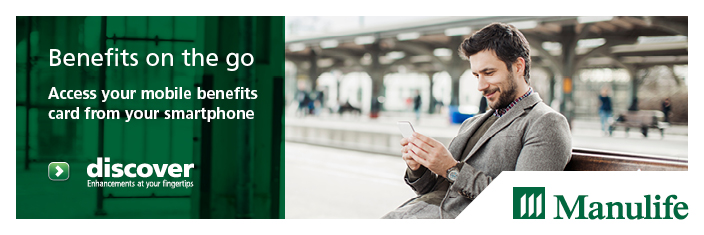 Benefits on the go
Access your mobile benefits
card from your smartphone
discover
Enhancements at your fingertips
Manulife